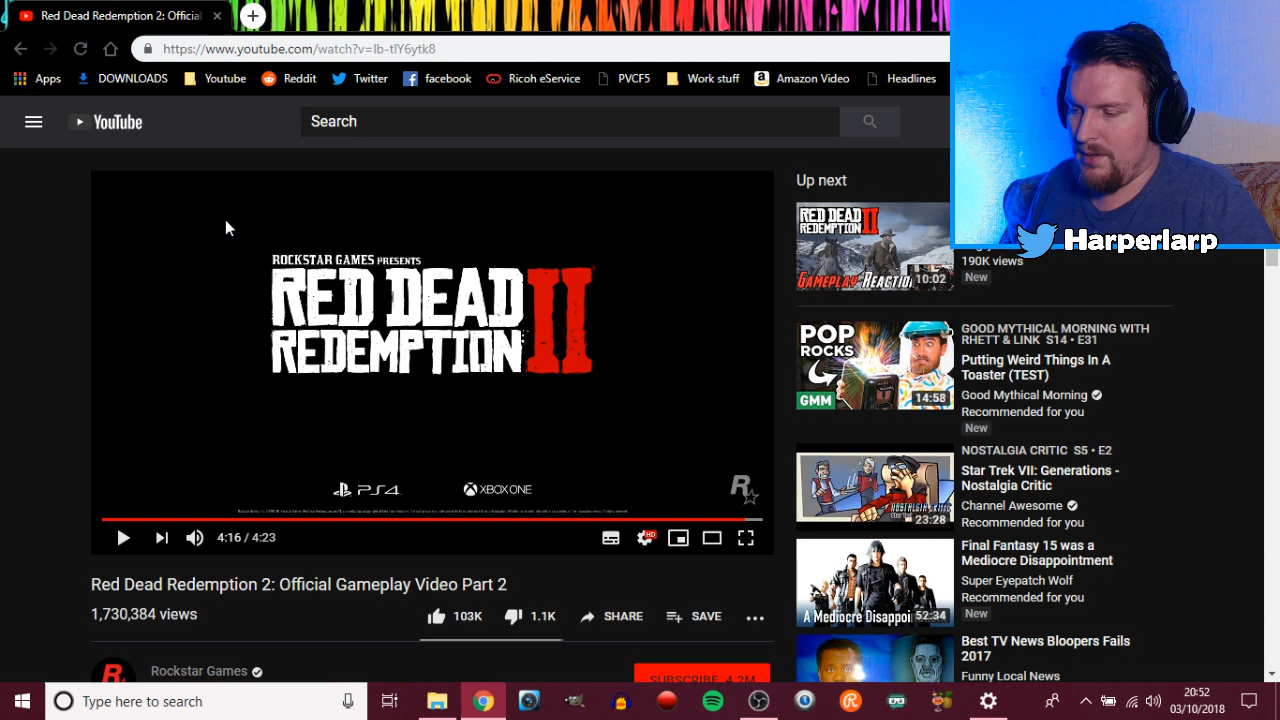 Red Dead Redemption 2: Official
https://www.youtube.com/watch?v=Ib-tIY6ytk8
Apps DOWNLOADS Youtube Reddit Twitter facebook Ricoh eService PVCF5 Work stuff Amazon Video Headlines
YouTube
Search
Up next
Harperlarp
ROCKSTAR GAMES PRESENTS
RED DEAD
REDEMPTION II
PS4 XBOX ONE
R
4:16 / 4:23
HD
Red Dead Redemption 2: Official Gameplay Video Part 2
1,730,384 views
103K 1.1K SHARE SAVE
Rockstar Games
SUBSCRIBE 4.2M
RED DEAD
REDEMPTION II
GAMEPLAY REACTION
10:02
190K views
New
POP
ROCKS
GMM
14:58
GOOD MYTHICAL MORNING WITH
RHETT & LINK S14 • E31
Putting Weird Things In A
Toaster (TEST)
Good Mythical Morning
Recommended for you
New
23:28
NOSTALGIA CRITIC S5 • E2
Star Trek VII: Generations -
Nostalgia Critic
Channel Awesome
Recommended for you
A Mediocre Disappoi
52:34
Final Fantasy 15 was a
Mediocre Disappointment
Super Eyepatch Wolf
Recommended for you
New
Best TV News Bloopers Fails
2017
Funny Local News
Type here to search
20:52
03/10/2018